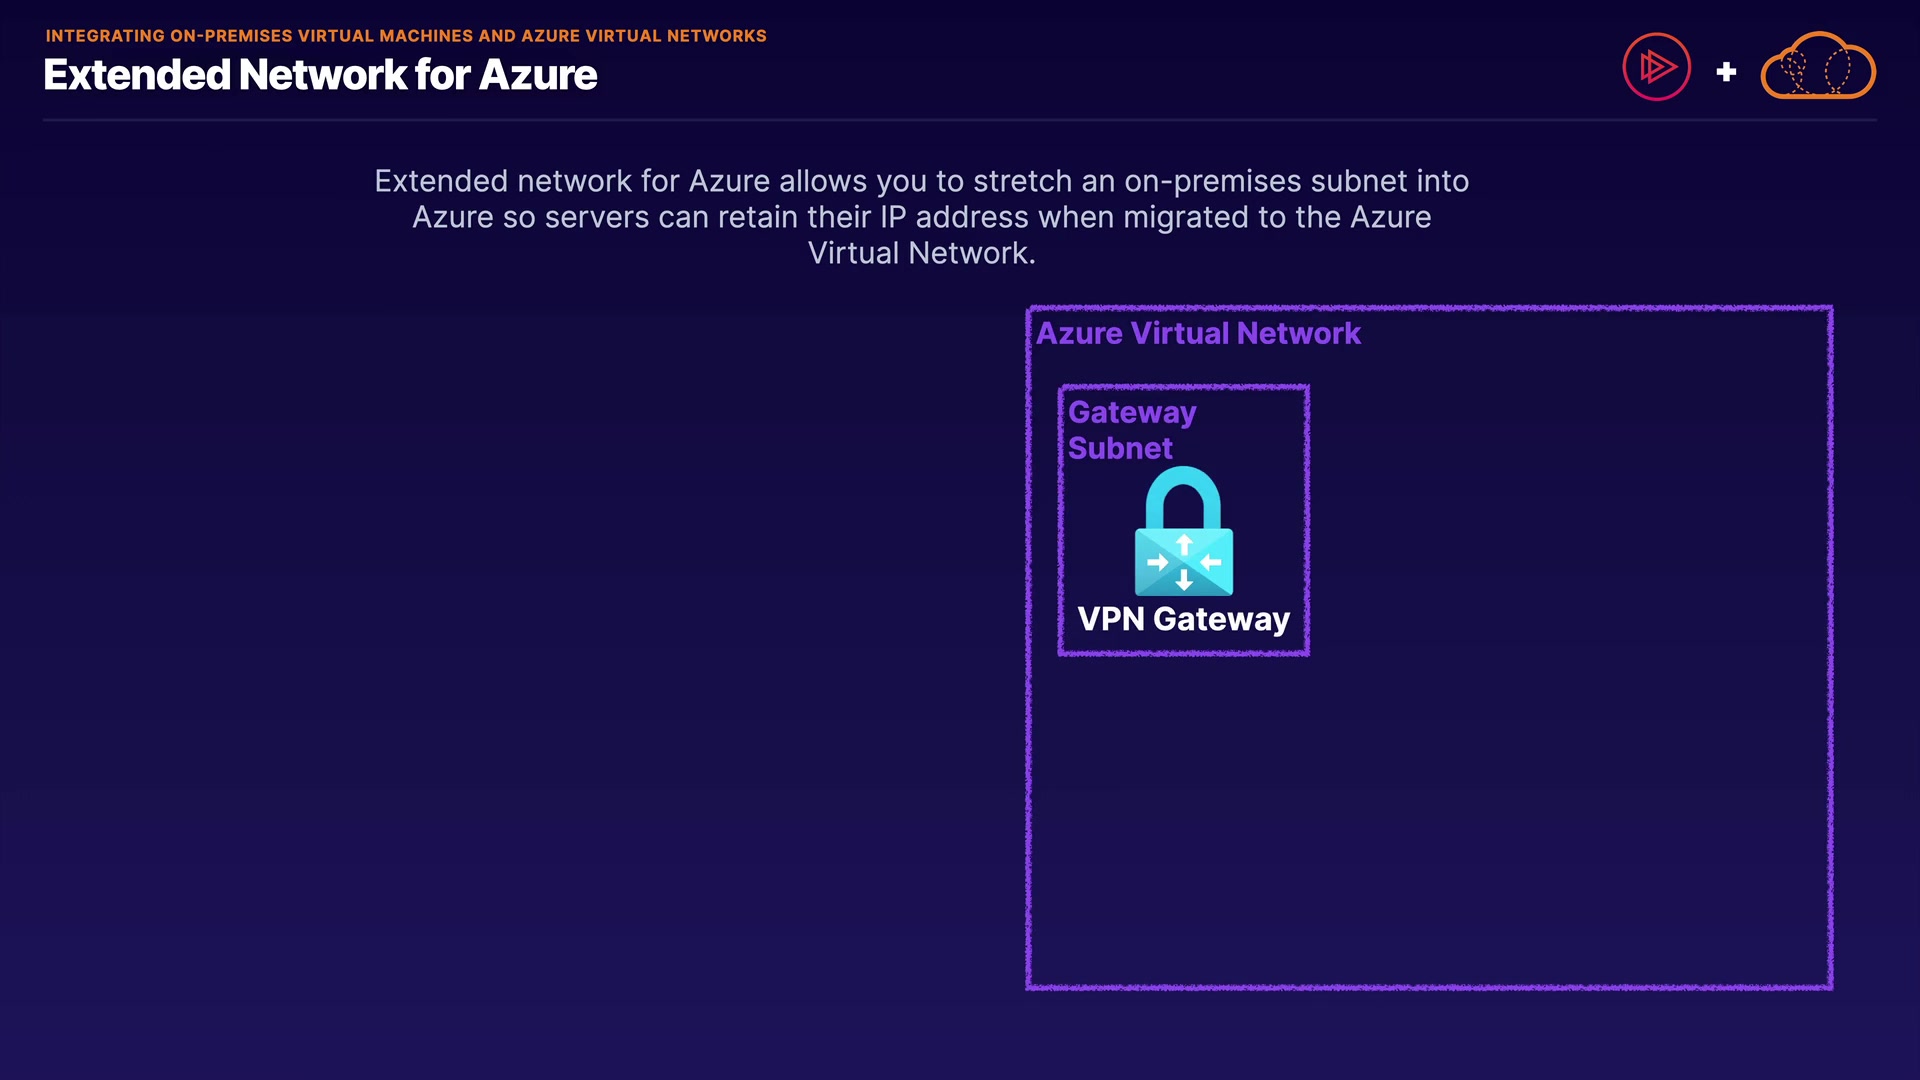 INTEGRATING ON-PREMISES VIRTUAL MACHINES AND AZURE VIRTUAL NETWORKS
Extended Network for Azure
Extended network for Azure allows you to stretch an on-premises subnet into
Azure so servers can retain their IP address when migrated to the Azure
Virtual Network.
Azure Virtual Network
Gateway
Subnet
VPN Gateway